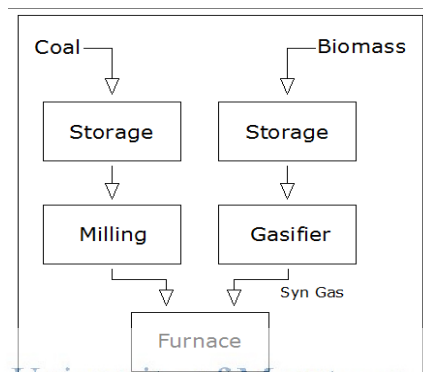 Coal
Biomass
Storage
Storage
Milling
Gasifier
Syn Gas
Furnace